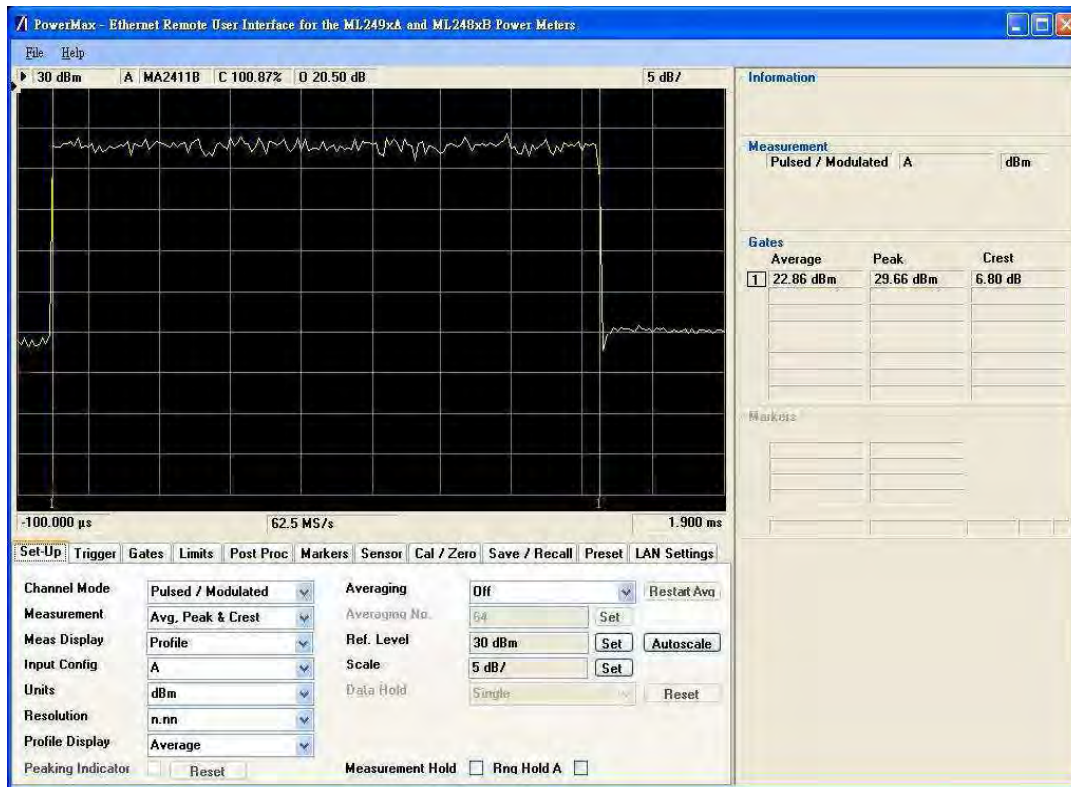 PowerMax - Ethernet Remote User Interface for the ML249xA and ML248xB Power Meters
File Help
30 dBm A MA2411B C 100.87% O 20.50 dB 5 dB/
1 1
-100.000 µs 62.5 MS/s 1.900 ms
Information
Measurement
Pulsed / Modulated A dBm
Gates
Average Peak Crest
1 22.86 dBm 29.66 dBm 6.80 dB
Markers
Set-Up Trigger Gates Limits Post Proc Markers Sensor Cal / Zero Save / Recall Preset LAN Settings
Channel Mode Pulsed / Modulated Averaging Off Restart Avg
Measurement Avg, Peak & Crest Averaging No. 64 Set
Meas Display Profile Ref. Level 30 dBm Set Autoscale
Input Config A Scale 5 dB/ Set
Units dBm Data Hold Single Reset
Resolution n.nn
Profile Display Average
Peaking Indicator Reset Measurement Hold Rng Hold A